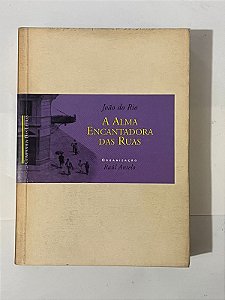 João do Rio
A ALMA
ENCANTADORA
DAS RUAS
ORGANIZAÇÃO
Raúl Antelo